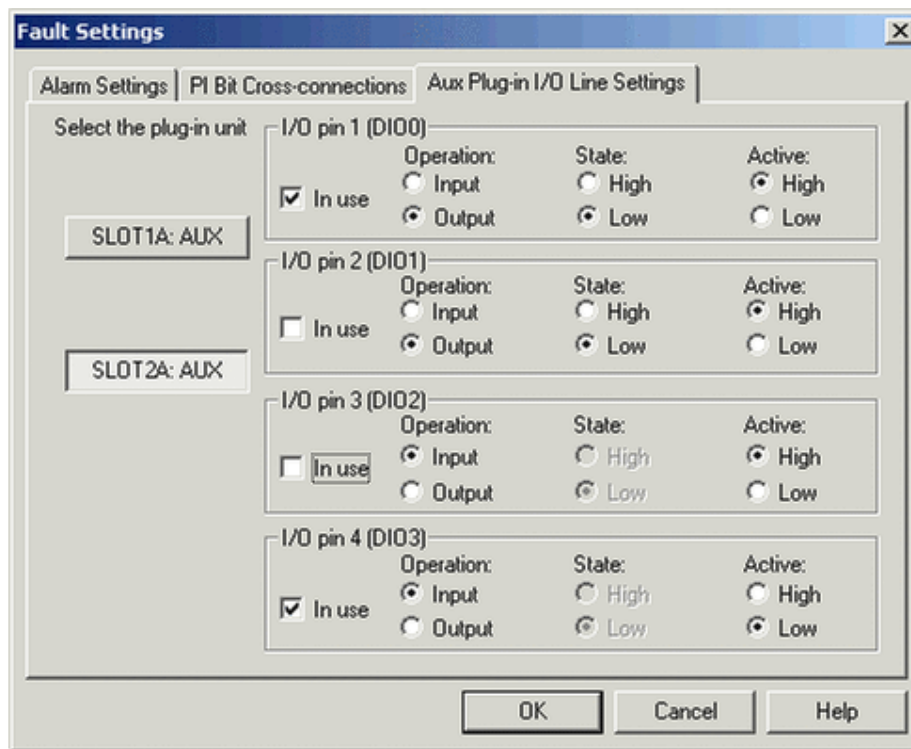 Fault Settings
Alarm Settings
PI Bit Cross-connections
Aux Plug-in I/O Line Settings
Select the plug-in unit
SLOT1A: AUX
SLOT2A: AUX
I/O pin 1 (DIO0)
In use
Operation:
Input
Output
State:
High
Low
Active:
High
Low
I/O pin 2 (DIO1)
In use
Operation:
Input
Output
State:
High
Low
Active:
High
Low
I/O pin 3 (DIO2)
In use
Operation:
Input
Output
State:
High
Low
Active:
High
Low
I/O pin 4 (DIO3)
In use
Operation:
Input
Output
State:
High
Low
Active:
High
Low
OK
Cancel
Help